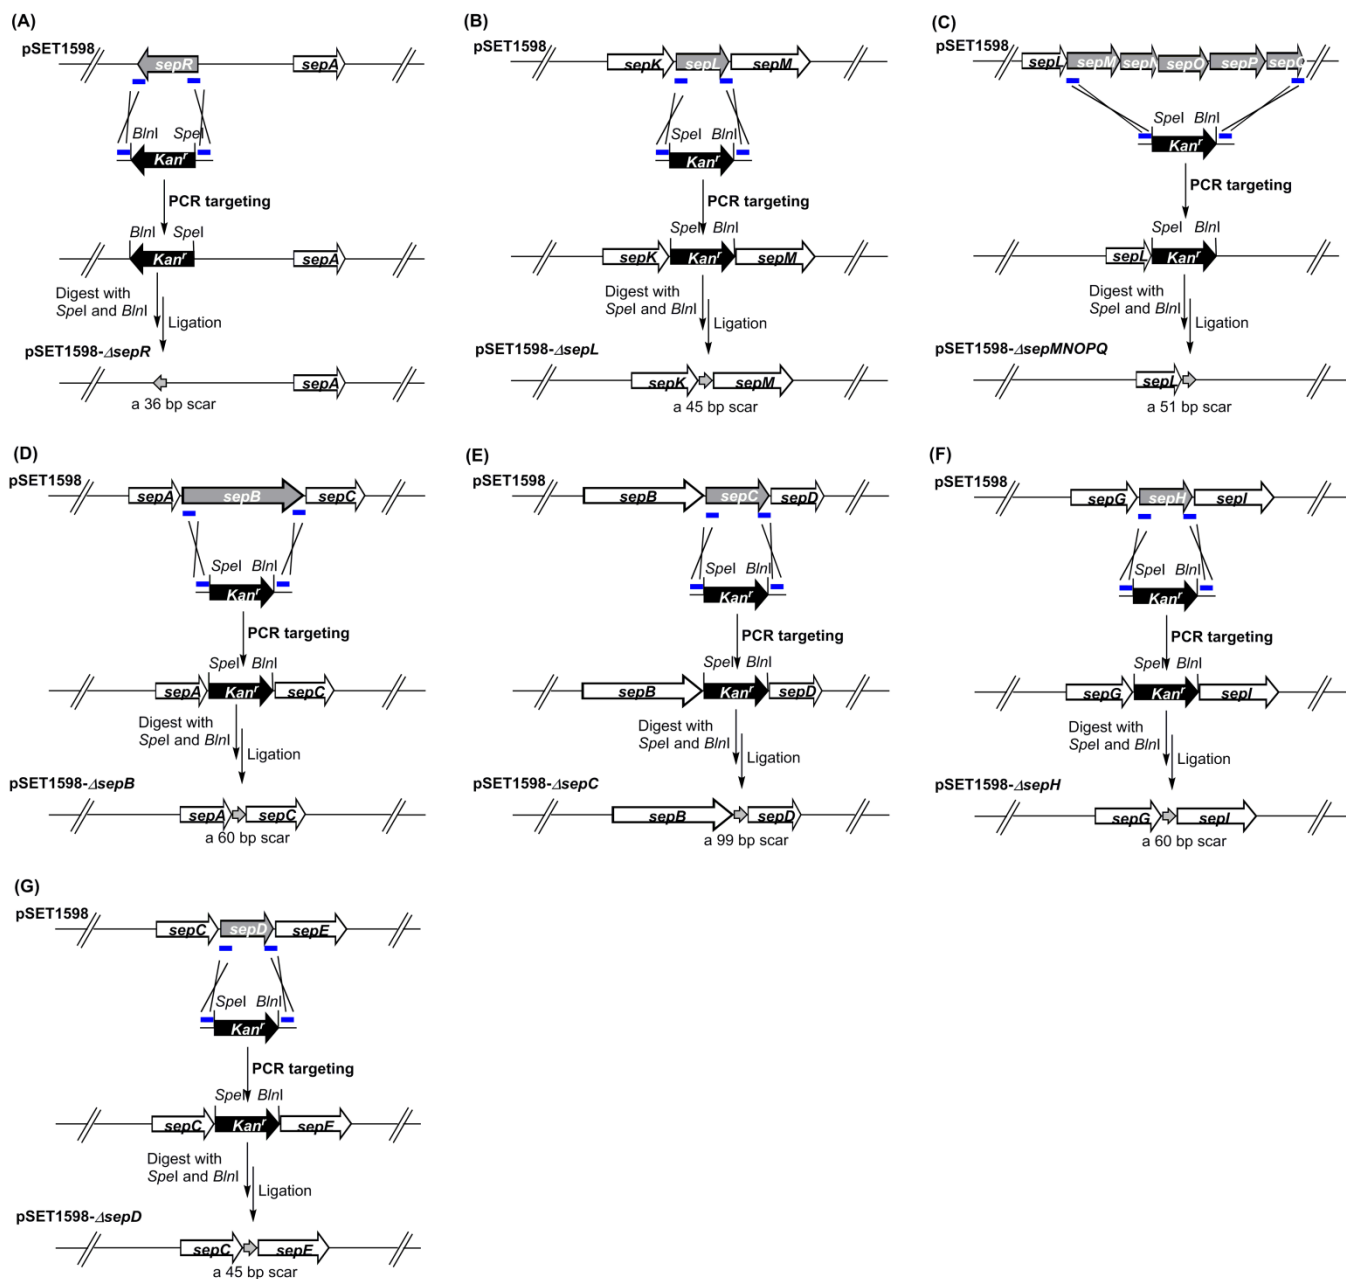 (A)
pSET1598
sepR
sepA
BlnI
SpeI
Kanʳ
PCR targeting
BlnI
SpeI
Kanʳ
sepA
Digest with
SpeI and BlnI
Ligation
pSET1598-ΔsepR
sepA
a 36 bp scar
(B)
pSET1598
sepK
sepL
sepM
SpeI
BlnI
Kanʳ
PCR targeting
SpeI
BlnI
sepK
Kanʳ
sepM
Digest with
SpeI and BlnI
Ligation
pSET1598-ΔsepL
sepK
sepM
a 45 bp scar
(C)
pSET1598
sepL
sepM
sepN
sepO
sepP
sepQ
SpeI
BlnI
Kanʳ
PCR targeting
SpeI
BlnI
sepL
Kanʳ
Digest with
SpeI and BlnI
Ligation
pSET1598-ΔsepMNOPQ
sepL
a 51 bp scar
(D)
pSET1598
sepA
sepB
sepC
SpeI
BlnI
Kanʳ
PCR targeting
SpeI
BlnI
sepA
Kanʳ
sepC
Digest with
SpeI and BlnI
Ligation
pSET1598-ΔsepB
sepA
sepC
a 60 bp scar
(E)
pSET1598
sepB
sepC
sepD
SpeI
BlnI
Kanʳ
PCR targeting
SpeI
BlnI
sepB
Kanʳ
sepD
Digest with
SpeI and BlnI
Ligation
pSET1598-ΔsepC
sepB
sepD
a 99 bp scar
(F)
pSET1598
sepG
sepH
sepI
SpeI
BlnI
Kanʳ
PCR targeting
SpeI
BlnI
sepG
Kanʳ
sepI
Digest with
SpeI and BlnI
Ligation
pSET1598-ΔsepH
sepG
sepI
a 60 bp scar
(G)
pSET1598
sepC
sepD
sepE
SpeI
BlnI
Kanʳ
PCR targeting
SpeI
BlnI
sepC
Kanʳ
sepE
Digest with
SpeI and BlnI
Ligation
pSET1598-ΔsepD
sepC
sepE
a 45 bp scar